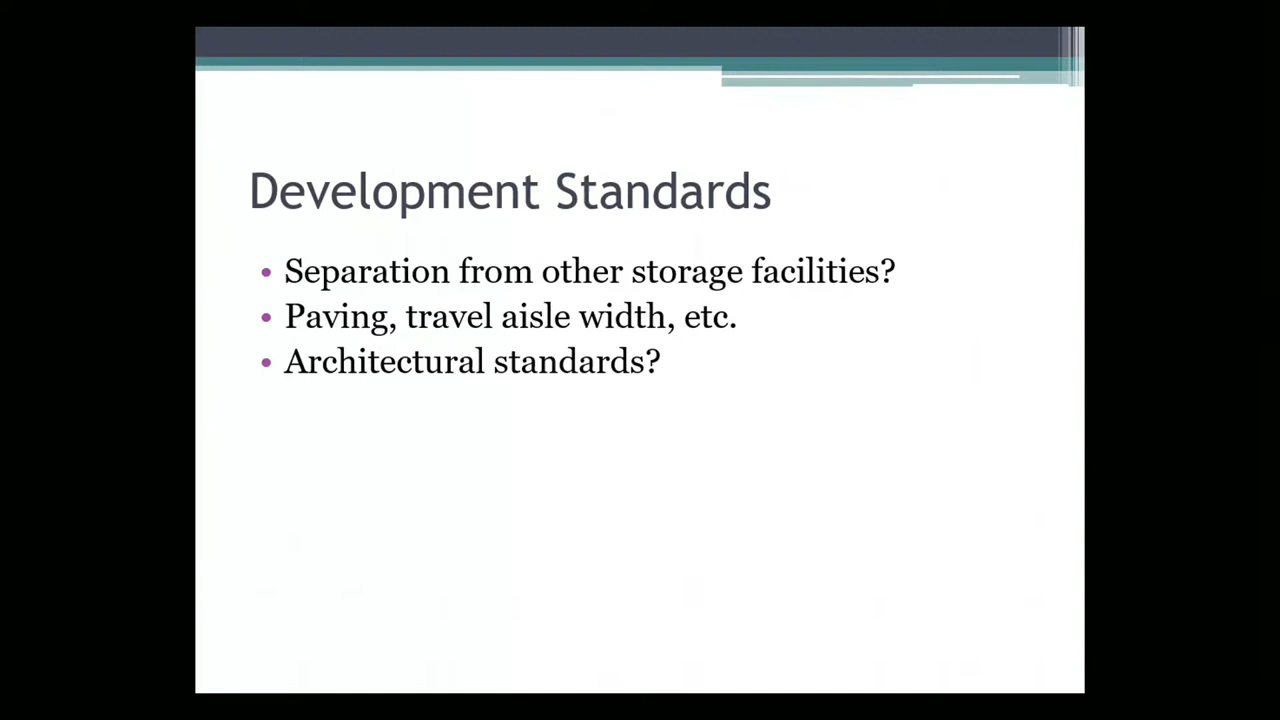 Development Standards
• Separation from other storage facilities?
• Paving, travel aisle width, etc.
• Architectural standards?